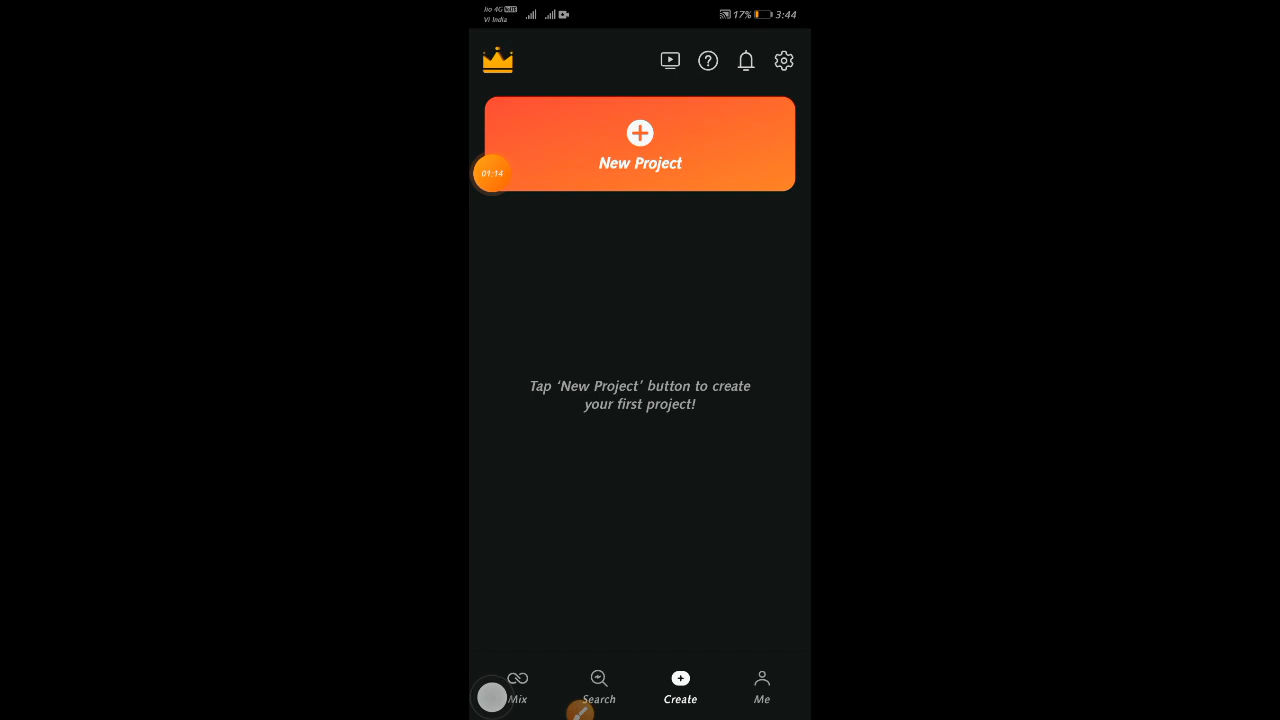 Jio 4G VoLTE
Vi India
17% 3:44
New Project
01:14
Tap ‘New Project’ button to create
your first project!
Mix Search Create Me